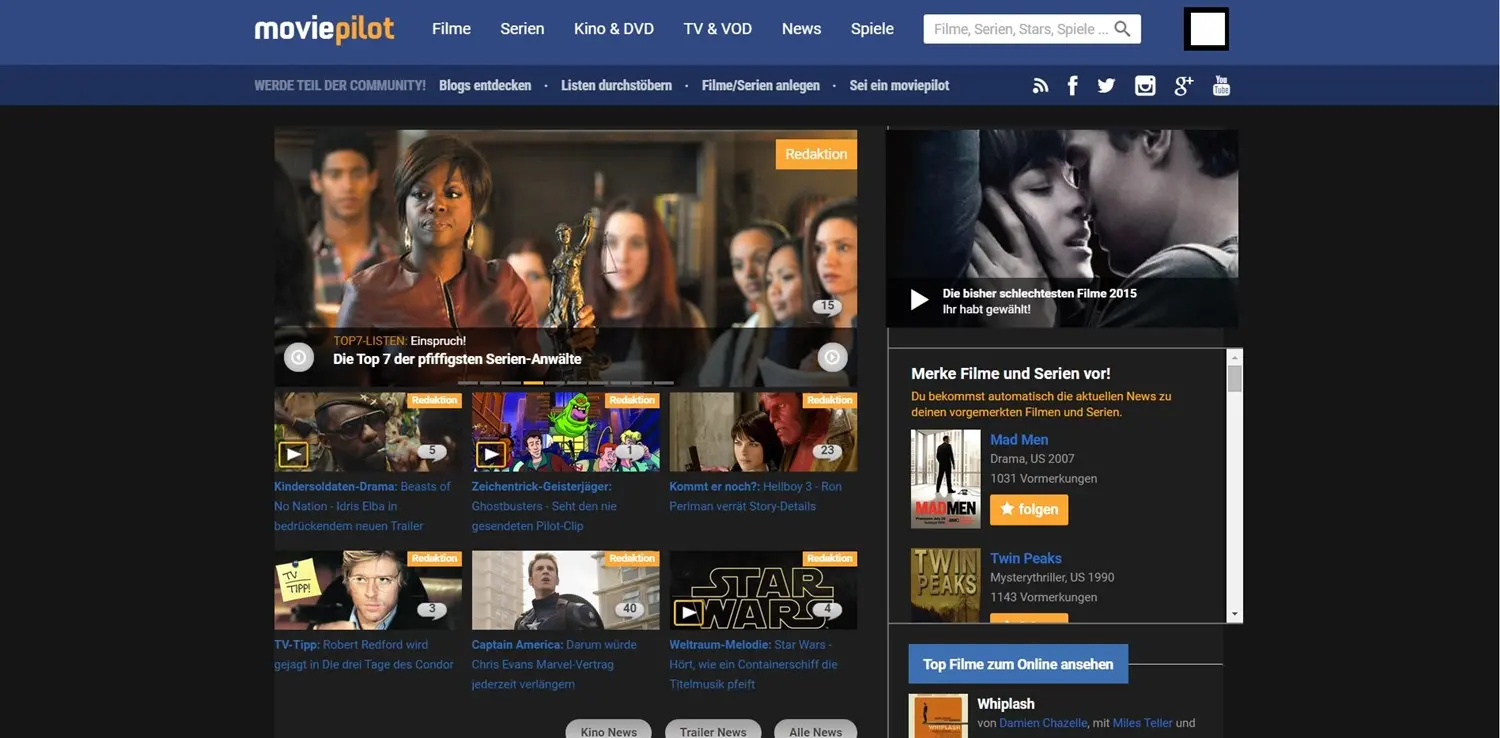 moviepilot
Filme Serien Kino & DVD TV & VOD News Spiele
Filme, Serien, Stars, Spiele ...
WERDE TEIL DER COMMUNITY! Blogs entdecken · Listen durchstöbern · Filme/Serien anlegen · Sei ein moviepilot
You
Tube
Redaktion
15
TOP7-LISTEN: Einspruch!
Die Top 7 der pfiffigsten Serien-Anwälte
Redaktion
5
Kindersoldaten-Drama: Beasts of
No Nation - Idris Elba in
bedrückendem neuen Trailer
Redaktion
1
Zeichentrick-Geisterjäger:
Ghostbusters - Seht den nie
gesendeten Pilot-Clip
Redaktion
23
Kommt er noch?: Hellboy 3 - Ron
Perlman verrät Story-Details
Redaktion
TV
TIPP!
3
TV-Tipp: Robert Redford wird
gejagt in Die drei Tage des Condor
Redaktion
40
Captain America: Darum würde
Chris Evans Marvel-Vertrag
jederzeit verlängern
Redaktion
STAR
WARS
4
Weltraum-Melodie: Star Wars -
Hört, wie ein Containerschiff die
Titelmusik pfeift
Kino News Trailer News Alle News
Die bisher schlechtesten Filme 2015
Ihr habt gewählt!
Merke Filme und Serien vor!
Du bekommst automatisch die aktuellen News zu
deinen vorgemerkten Filmen und Serien.
MADMEN
Mad Men
Drama, US 2007
1031 Vormerkungen
folgen
TWIN
PEAKS
Twin Peaks
Mysterythriller, US 1990
1143 Vormerkungen
Top Filme zum Online ansehen
WHIPLASH
Whiplash
von Damien Chazelle, mit Miles Teller und